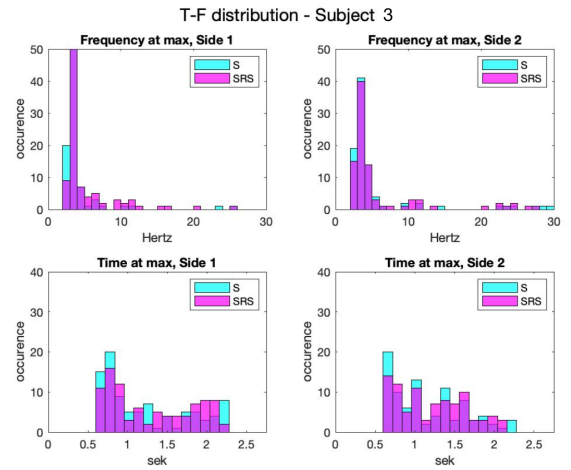 T-F distribution - Subject 3
Frequency at max, Side 1
50
40
30
20
10
0
occurence
S
SRS
0 10 20 30
Hertz
Frequency at max, Side 2
50
40
30
20
10
0
occurence
S
SRS
0 10 20 30
Hertz
Time at max, Side 1
40
30
20
10
0
occurence
S
SRS
0 0.5 1 1.5 2 2.5
sek
Time at max, Side 2
40
30
20
10
0
occurence
S
SRS
0 0.5 1 1.5 2 2.5
sek